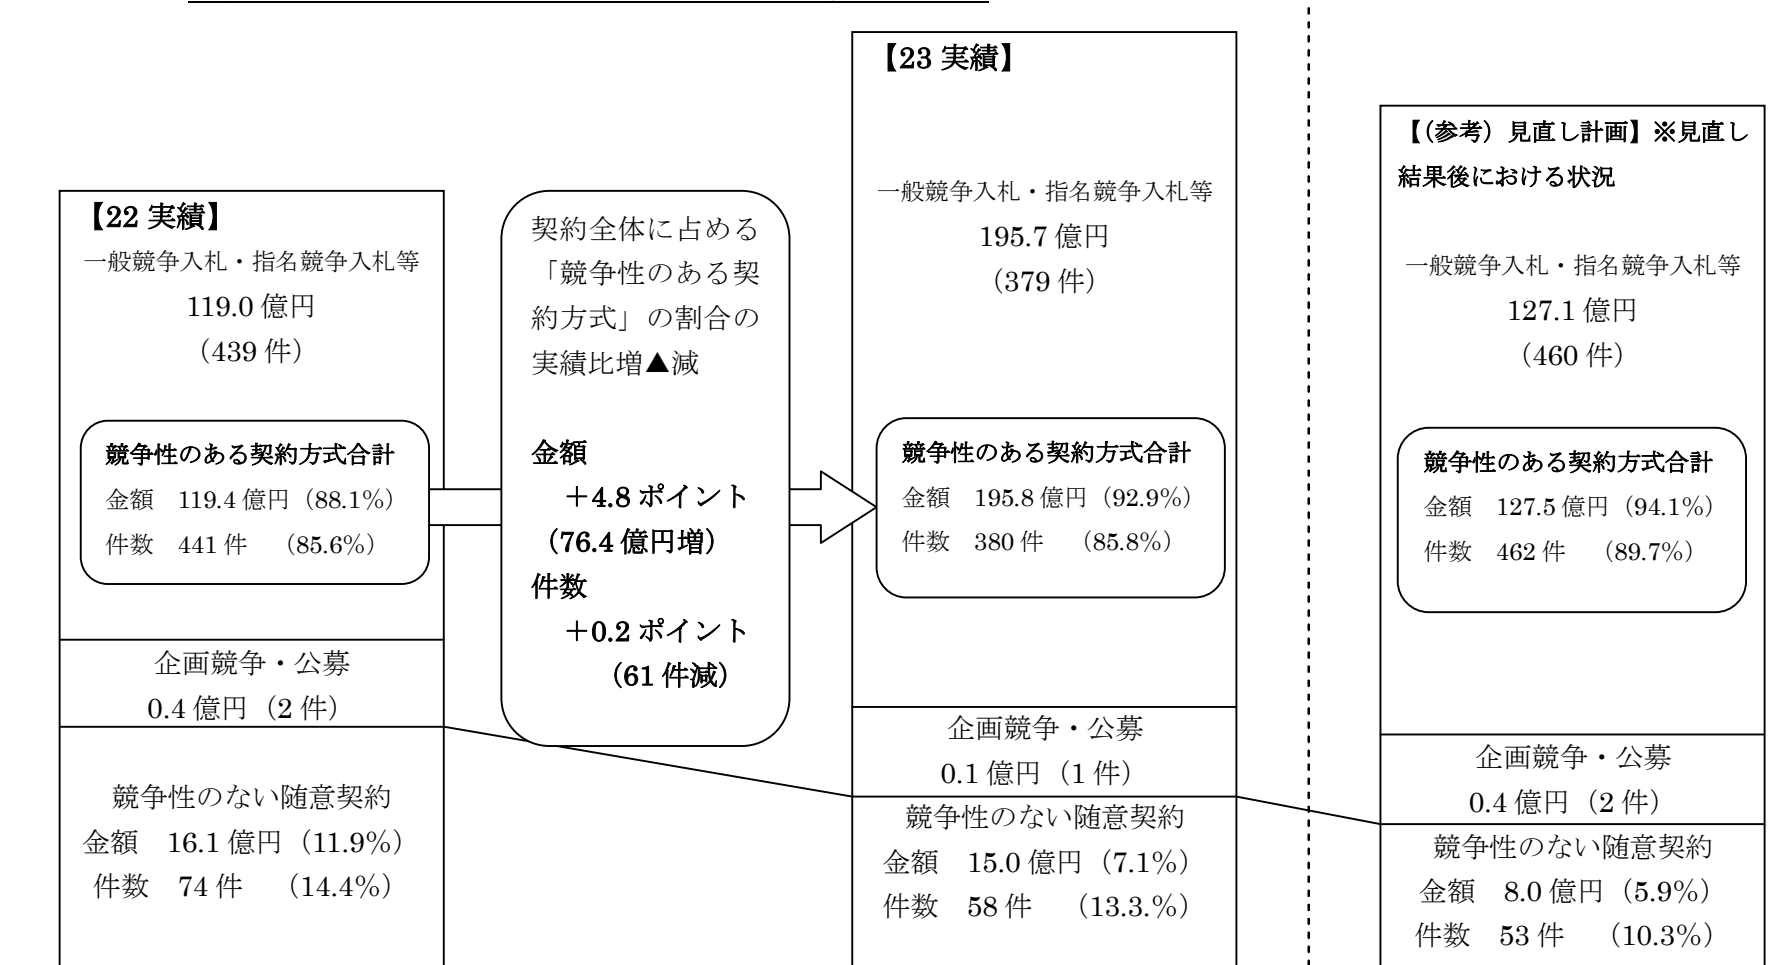 【22 実績】
一般競争入札・指名競争入札等
119.0 億円
（439 件）
競争性のある契約方式合計
金額　119.4 億円（88.1%）
件数　441 件　（85.6%）
企画競争・公募
0.4 億円（2 件）
競争性のない随意契約
金額　16.1 億円（11.9%）
件数　74 件　（14.4%）
契約全体に占める
「競争性のある契
約方式」の割合の
実績比増▲減
金額
＋4.8 ポイント
（76.4 億円増）
件数
＋0.2 ポイント
（61 件減）
【23 実績】
一般競争入札・指名競争入札等
195.7 億円
（379 件）
競争性のある契約方式合計
金額　195.8 億円（92.9%）
件数　380 件　（85.8%）
企画競争・公募
0.1 億円（1 件）
競争性のない随意契約
金額　15.0 億円（7.1%）
件数　58 件　（13.3.%）
【（参考）見直し計画】※見直し
結果後における状況
一般競争入札・指名競争入札等
127.1 億円
（460 件）
競争性のある契約方式合計
金額　127.5 億円（94.1%）
件数　462 件　（89.7%）
企画競争・公募
0.4 億円（2 件）
競争性のない随意契約
金額　8.0 億円（5.9%）
件数　53 件　（10.3%）